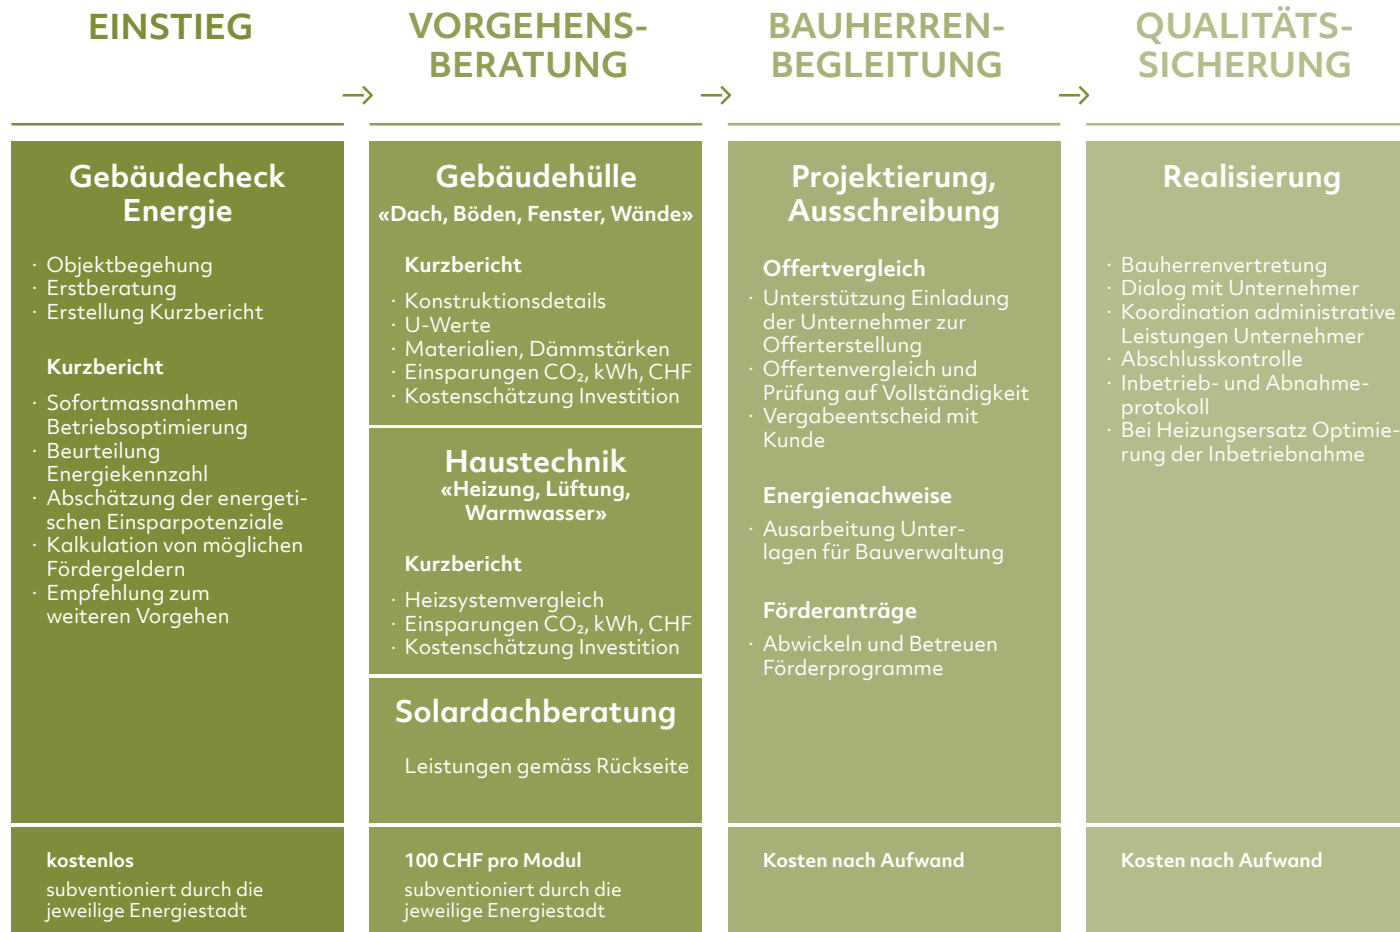 EINSTIEG
→
Gebäudecheck
Energie
· Objektbegehung
· Erstberatung
· Erstellung Kurzbericht
Kurzbericht
· Sofortmassnahmen
Betriebsoptimierung
· Beurteilung
Energiekennzahl
· Abschätzung der energeti-
schen Einsparpotenziale
· Kalkulation von möglichen
Fördergeldern
· Empfehlung zum
weiteren Vorgehen
kostenlos
subventioniert durch die
jeweilige Energiestadt
VORGEHENS-
BERATUNG
→
Gebäudehülle
«Dach, Böden, Fenster, Wände»
Kurzbericht
· Konstruktionsdetails
· U-Werte
· Materialien, Dämmstärken
· Einsparungen CO₂, kWh, CHF
· Kostenschätzung Investition
Haustechnik
«Heizung, Lüftung,
Warmwasser»
Kurzbericht
· Heizsystemvergleich
· Einsparungen CO₂, kWh, CHF
· Kostenschätzung Investition
Solardachberatung
Leistungen gemäss Rückseite
100 CHF pro Modul
subventioniert durch die
jeweilige Energiestadt
BAUHERREN-
BEGLEITUNG
→
Projektierung,
Ausschreibung
Offertvergleich
· Unterstützung Einladung
der Unternehmer zur
Offerterstellung
· Offertenvergleich und
Prüfung auf Vollständigkeit
· Vergabeentscheid mit
Kunde
Energienachweise
· Ausarbeitung Unter-
lagen für Bauverwaltung
Förderanträge
· Abwickeln und Betreuen
Förderprogramme
Kosten nach Aufwand
QUALITÄTS-
SICHERUNG
Realisierung
· Bauherrenvertretung
· Dialog mit Unternehmer
· Koordination administrative
Leistungen Unternehmer
· Abschlusskontrolle
· Inbetrieb- und Abnahme-
protokoll
· Bei Heizungsersatz Optimie-
rung der Inbetriebnahme
Kosten nach Aufwand